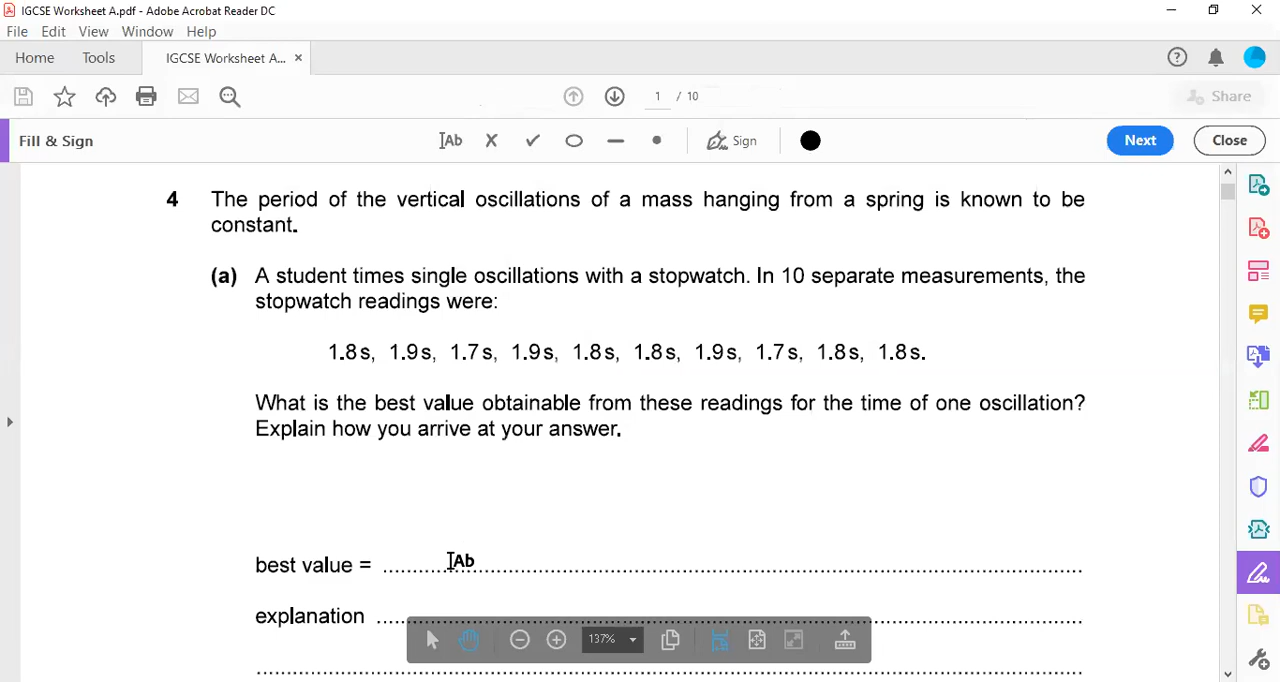 IGCSE Worksheet A.pdf - Adobe Acrobat Reader DC
File Edit View Window Help
Home Tools IGCSE Worksheet A... ×
1 / 10
Share
Fill & Sign
Ab
Sign
Next
Close
4 The period of the vertical oscillations of a mass hanging from a spring is known to be
constant.
(a) A student times single oscillations with a stopwatch. In 10 separate measurements, the
stopwatch readings were:
1.8 s, 1.9 s, 1.7 s, 1.9 s, 1.8 s, 1.8 s, 1.9 s, 1.7 s, 1.8 s, 1.8 s.
What is the best value obtainable from these readings for the time of one oscillation?
Explain how you arrive at your answer.
best value = ..........................................................................................
Ab
explanation ..........................................................................................
137%